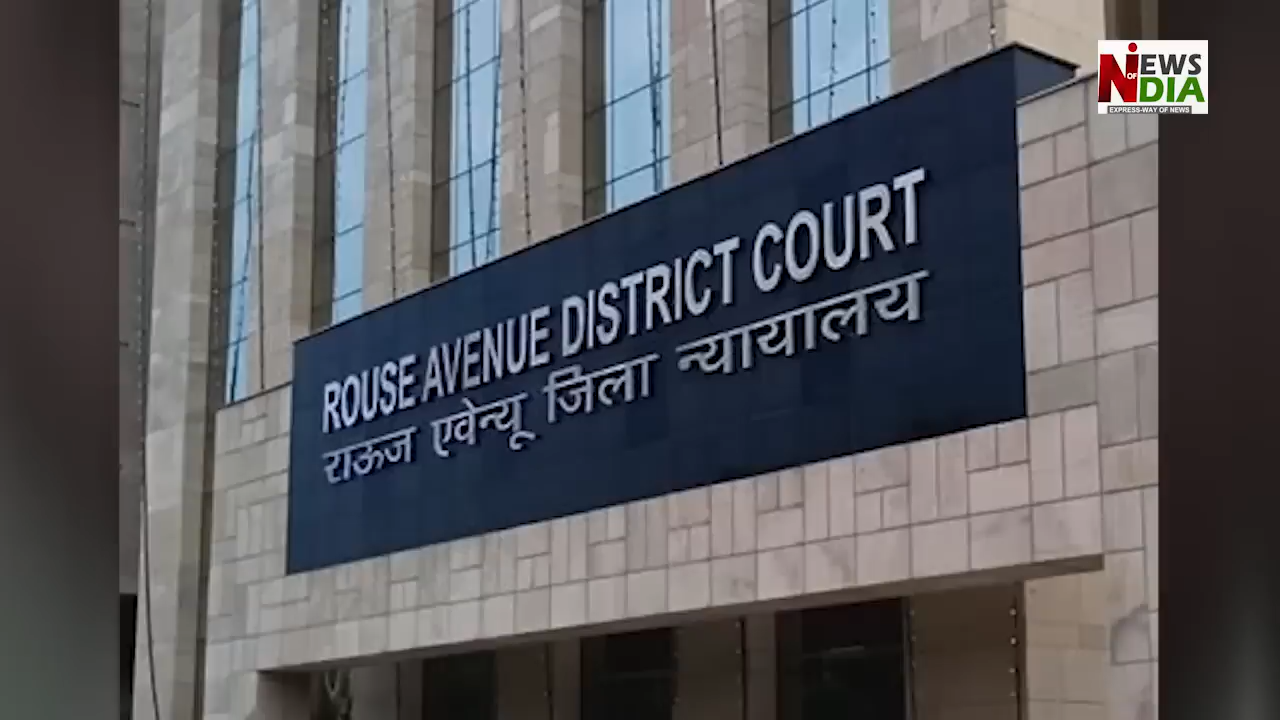 NEWS
OF
INDIA
EXPRESS-WAY OF NEWS
ROUSE AVENUE DISTRICT COURT
राऊज एवेन्यू जिला न्यायालय